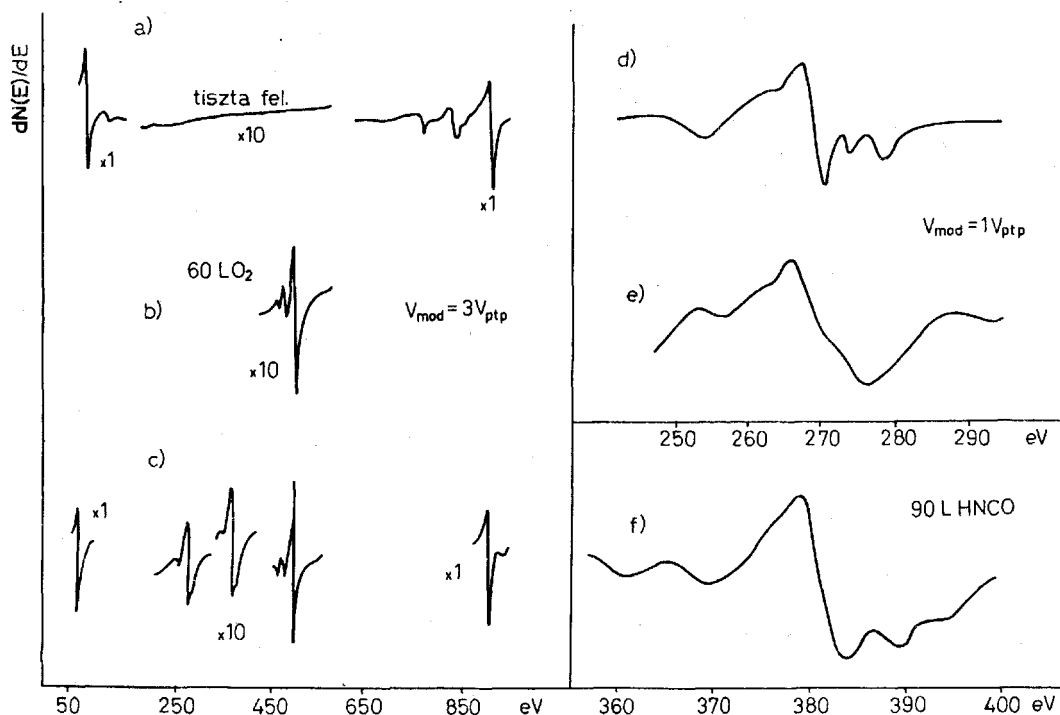 dN(E)/dE
a)
tiszta fel.
x10
x1
x1
60 LO₂
b)
V_mod = 3V_ptp
x10
c)
x1
x10
x1
50 250 450 650 850 eV
d)
V_mod = 1V_ptp
e)
250 260 270 280 290 eV
f)
90 L HNCO
360 370 380 390 400 eV